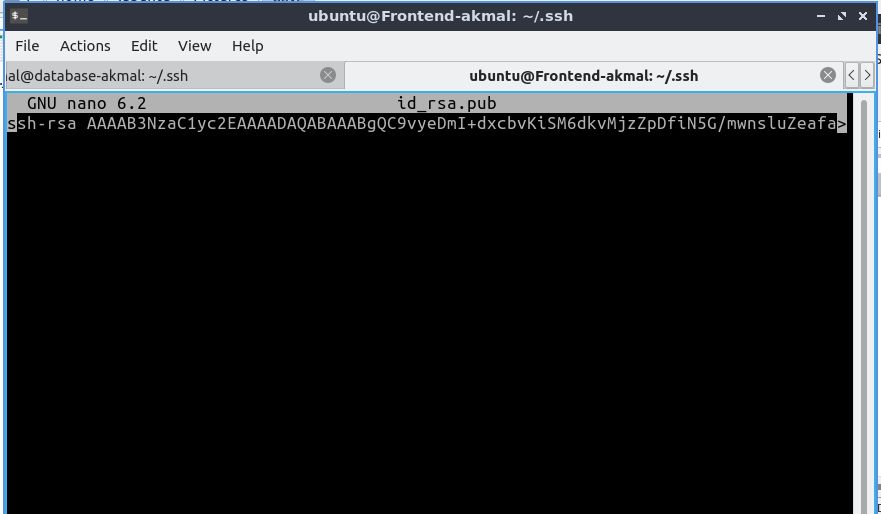 ubuntu@Frontend-akmal: ~/.ssh
File Actions Edit View Help
al@database-akmal: ~/.ssh
ubuntu@Frontend-akmal: ~/.ssh
GNU nano 6.2 id_rsa.pub
ssh-rsa AAAAB3NzaC1yc2EAAAADAQABAAABgQC9vyeDmI+dxcbvKiSM6dkvMjzZpDfiN5G/mwnsluZeafa>